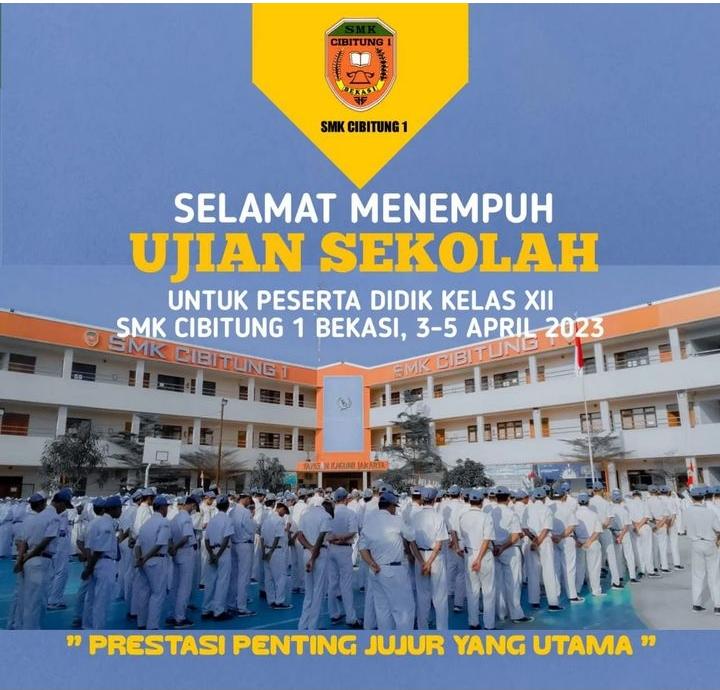 SMK
CIBITUNG 1
BEKASI
SMK CIBITUNG 1
SELAMAT MENEMPUH
UJIAN SEKOLAH
UNTUK PESERTA DIDIK KELAS XII
SMK CIBITUNG 1 BEKASI, 3-5 APRIL 2023
SMK CIBITUNG 1
SMK CIBITUNG 1
JAKARTA
" PRESTASI PENTING JUJUR YANG UTAMA "